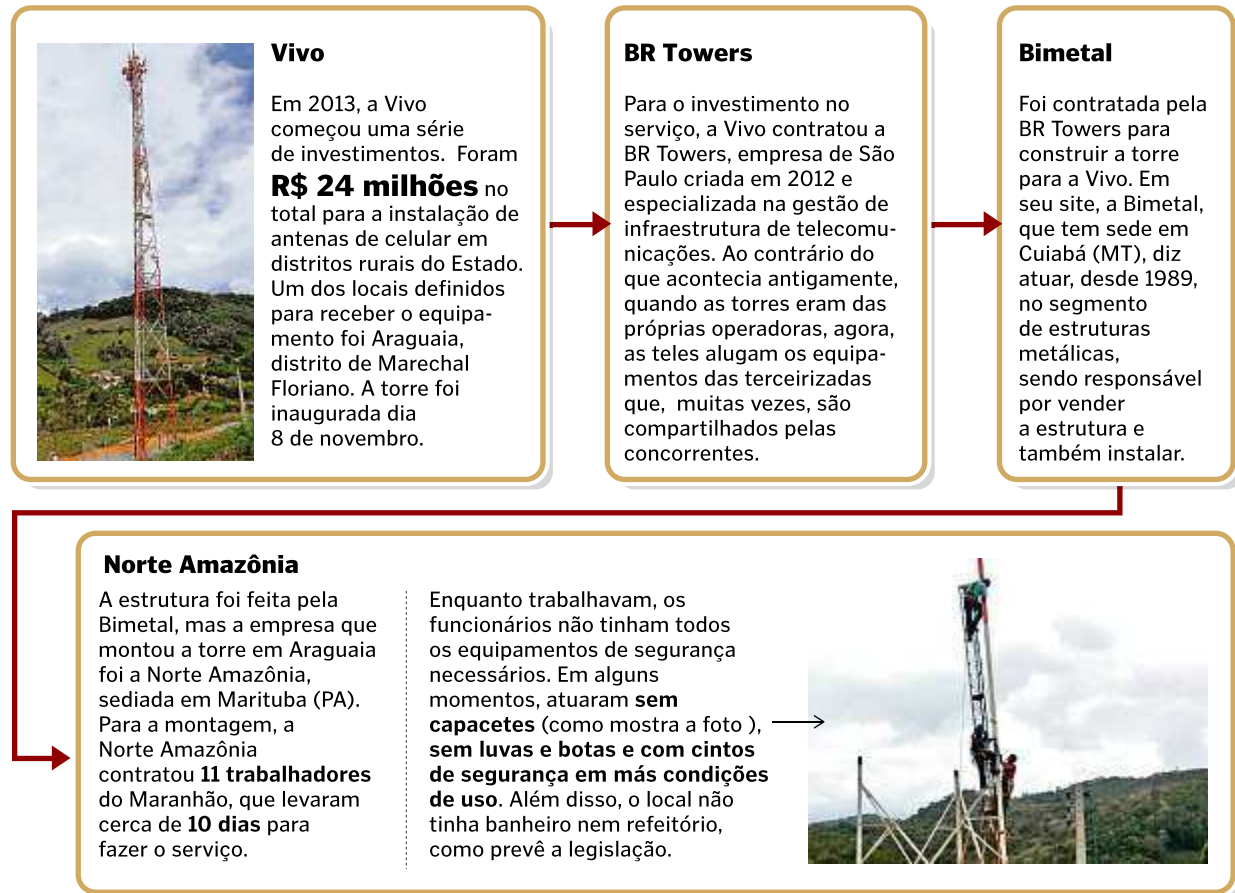 Vivo
Em 2013, a Vivo
começou uma série
de investimentos.  Foram
R$ 24 milhões no
total para a instalação de
antenas de celular em
distritos rurais do Estado.
Um dos locais definidos
para receber o equipa-
mento foi Araguaia,
distrito de Marechal
Floriano. A torre foi
inaugurada dia
8 de novembro.
BR Towers
Para o investimento no
serviço, a Vivo contratou a
BR Towers, empresa de São
Paulo criada em 2012 e
especializada na gestão de
infraestrutura de telecomu-
nicações. Ao contrário do
que acontecia antigamente,
quando as torres eram das
próprias operadoras, agora,
as teles alugam os equipa-
mentos das terceirizadas
que,  muitas vezes, são
compartilhados pelas
concorrentes.
Bimetal
Foi contratada pela
BR Towers para
construir a torre
para a Vivo. Em
seu site, a Bimetal,
que tem sede em
Cuiabá (MT), diz
atuar, desde 1989,
no segmento
de estruturas
metálicas,
sendo responsável
por vender
a estrutura e
também instalar.
Norte Amazônia
A estrutura foi feita pela
Bimetal, mas a empresa que
montou a torre em Araguaia
foi a Norte Amazônia,
sediada em Marituba (PA).
Para a montagem, a
Norte Amazônia
contratou 11 trabalhadores
do Maranhão, que levaram
cerca de 10 dias para
fazer o serviço.
Enquanto trabalhavam, os
funcionários não tinham todos
os equipamentos de segurança
necessários. Em alguns
momentos, atuaram sem
capacetes (como mostra a foto ),
sem luvas e botas e com cintos
de segurança em más condições
de uso. Além disso, o local não
tinha banheiro nem refeitório,
como prevê a legislação.